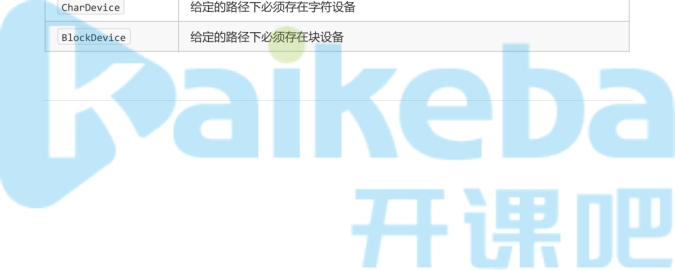 CharDevice 给定的路径下必须存在字符设备
BlockDevice 给定的路径下必须存在块设备
kaikeba
开课吧